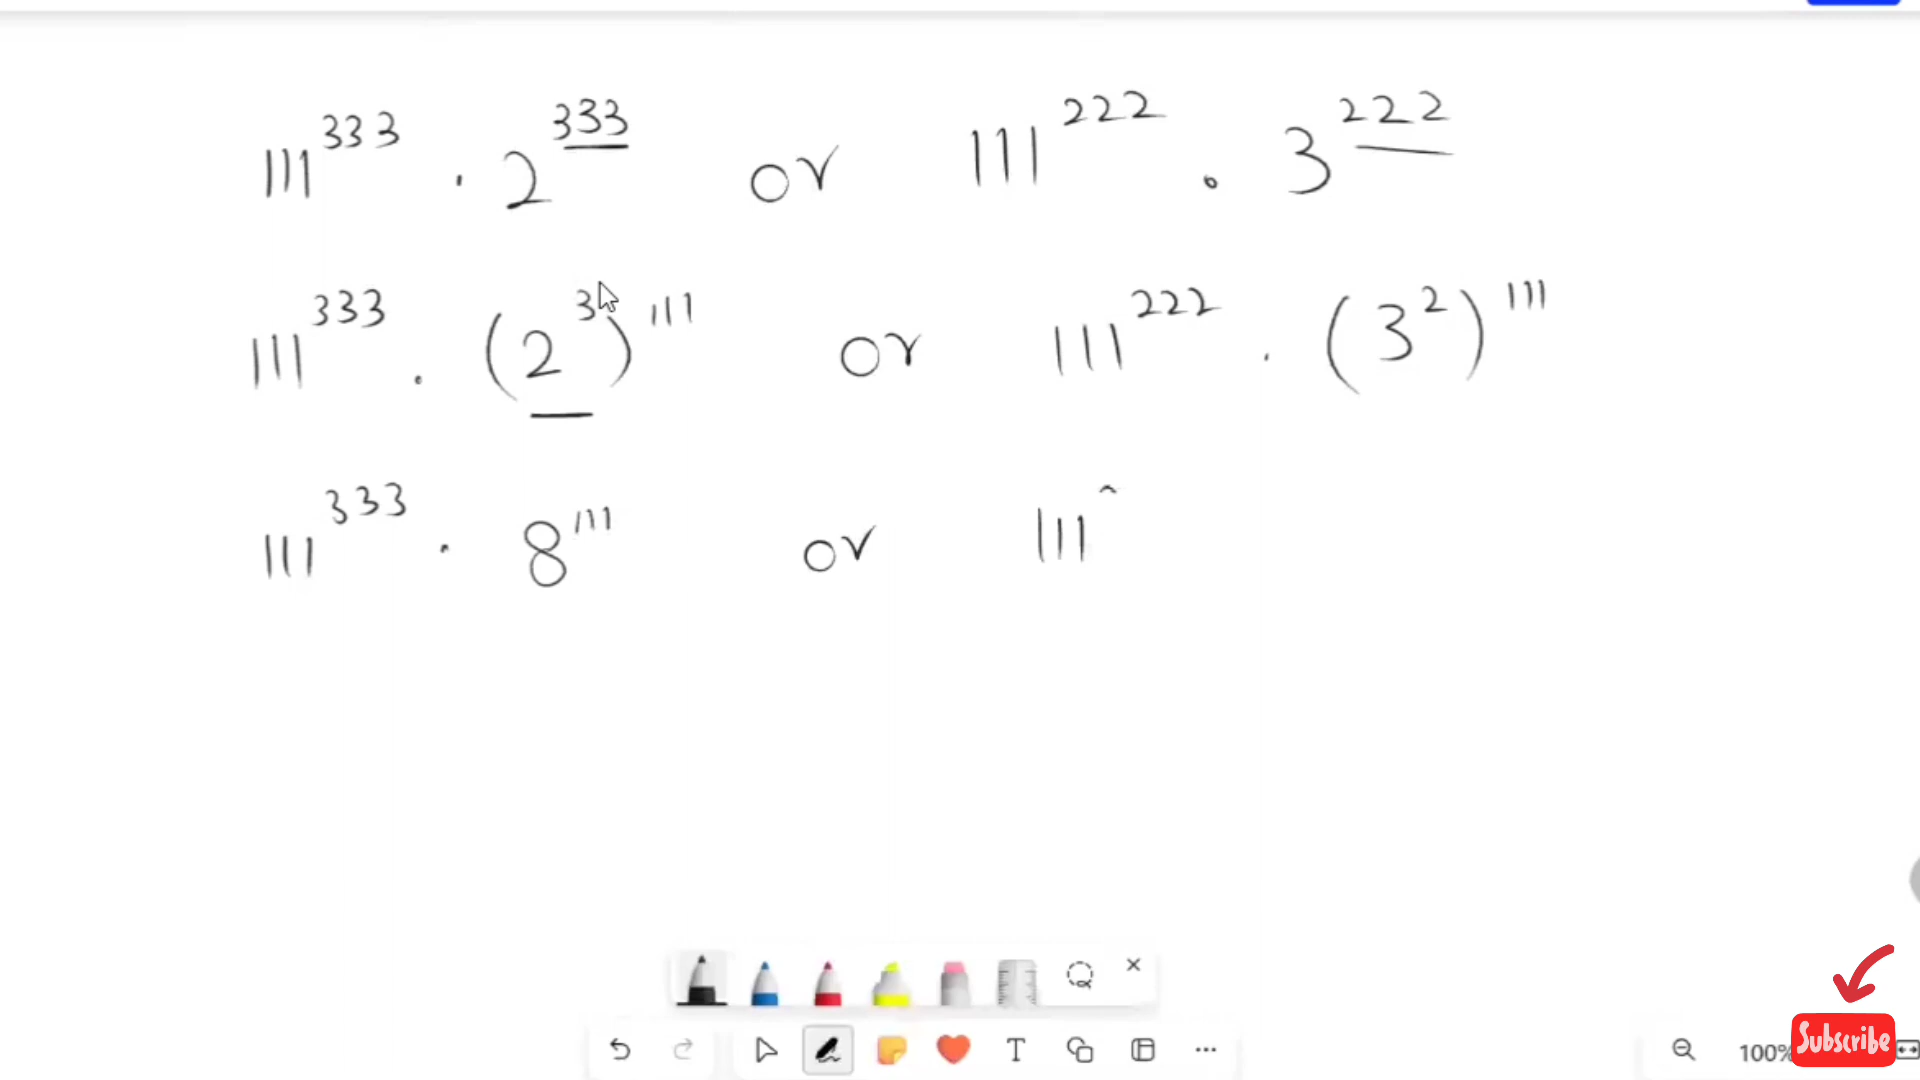 111^333 · 2^333 or 111^222 · 3^222
111^333 · (2^3)^111 or 111^222 · (3^2)^111
111^333 · 8^111 or 111
T
100%
Subscribe